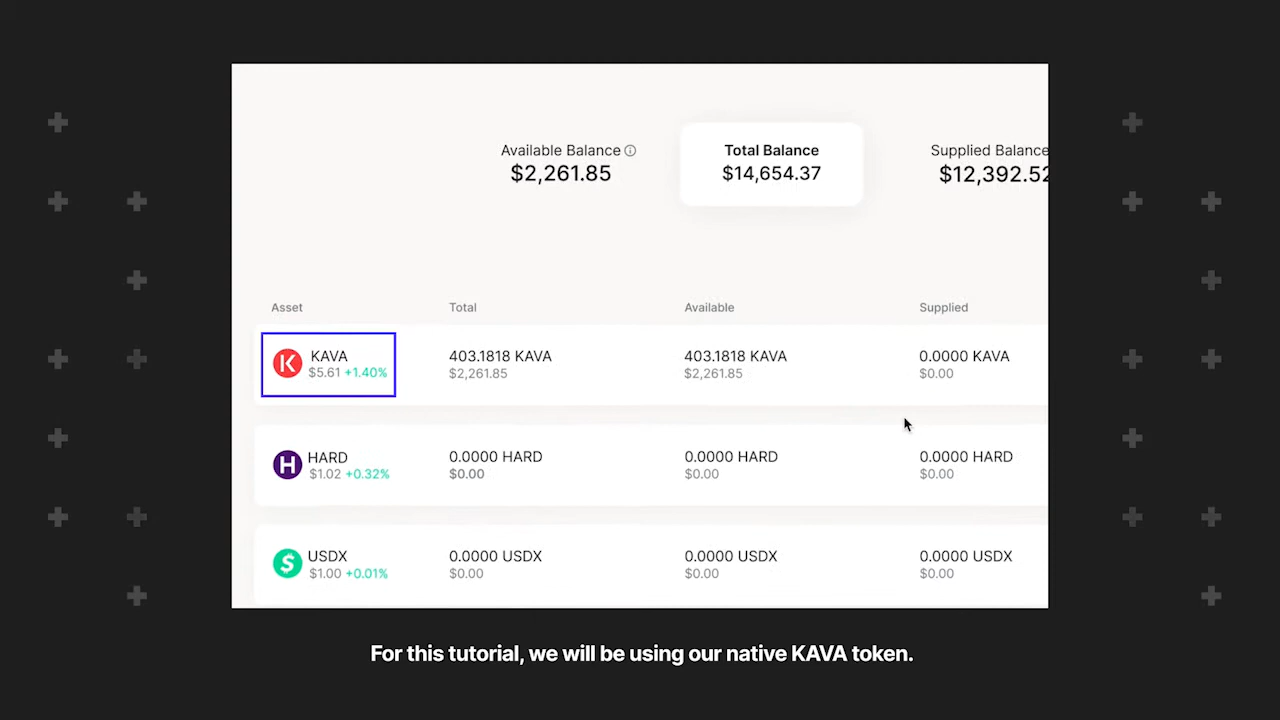 Available Balance
Total Balance
Supplied Balance
$2,261.85
$14,654.37
$12,392.52
Asset
Total
Available
Supplied
KAVA
403.1818 KAVA
403.1818 KAVA
0.0000 KAVA
$5.61 +1.40%
$2,261.85
$2,261.85
$0.00
HARD
0.0000 HARD
0.0000 HARD
0.0000 HARD
$1.02 +0.32%
$0.00
$0.00
$0.00
USDX
0.0000 USDX
0.0000 USDX
0.0000 USDX
$1.00 +0.01%
$0.00
$0.00
$0.00
For this tutorial, we will be using our native KAVA token.